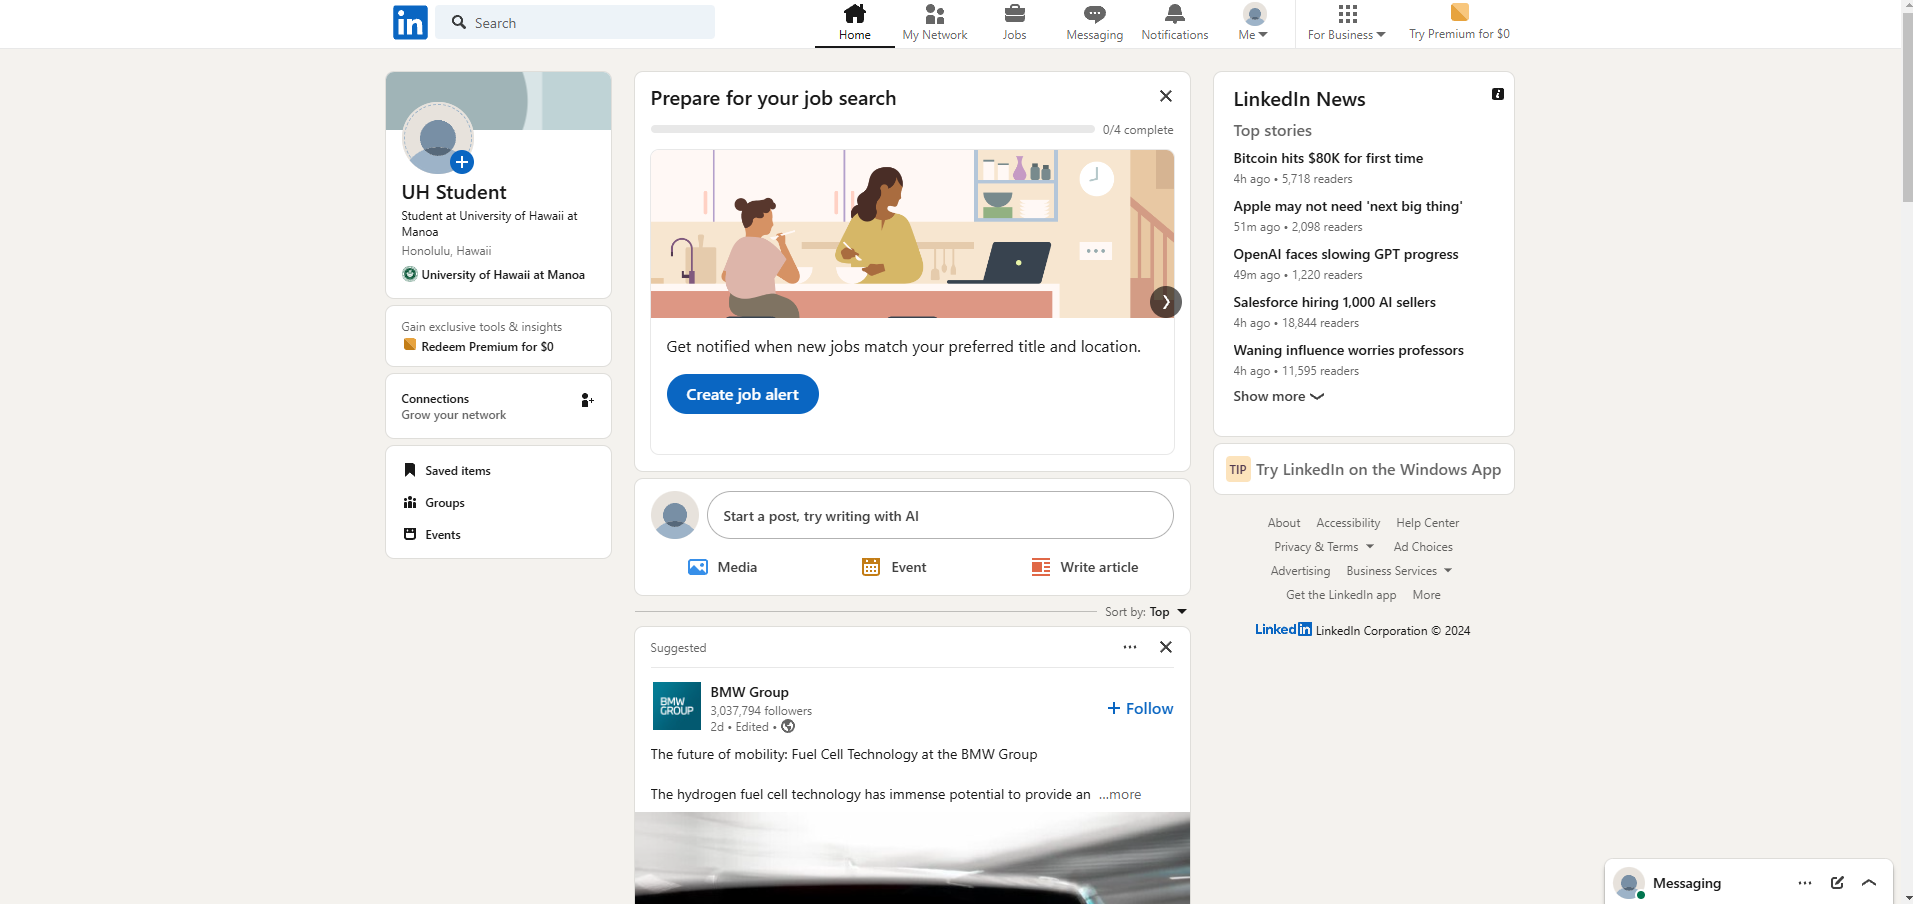 in
Search
Home
My Network
Jobs
Messaging
Notifications
Me
For Business
Try Premium for $0
UH Student
Student at University of Hawaii at
Manoa
Honolulu, Hawaii
University of Hawaii at Manoa
Gain exclusive tools & insights
Redeem Premium for $0
Connections
Grow your network
Saved items
Groups
Events
Prepare for your job search
0/4 complete
Get notified when new jobs match your preferred title and location.
Create job alert
Start a post, try writing with AI
Media
Event
Write article
Sort by: Top
Suggested
BMW
GROUP
BMW Group
3,037,794 followers
2d • Edited •
+ Follow
The future of mobility: Fuel Cell Technology at the BMW Group
The hydrogen fuel cell technology has immense potential to provide an ...more
LinkedIn News
Top stories
Bitcoin hits $80K for first time
4h ago • 5,718 readers
Apple may not need 'next big thing'
51m ago • 2,098 readers
OpenAI faces slowing GPT progress
49m ago • 1,220 readers
Salesforce hiring 1,000 AI sellers
4h ago • 18,844 readers
Waning influence worries professors
4h ago • 11,595 readers
Show more
TIP Try LinkedIn on the Windows App
About Accessibility Help Center
Privacy & Terms Ad Choices
Advertising Business Services
Get the LinkedIn app More
LinkedIn LinkedIn Corporation © 2024
Messaging